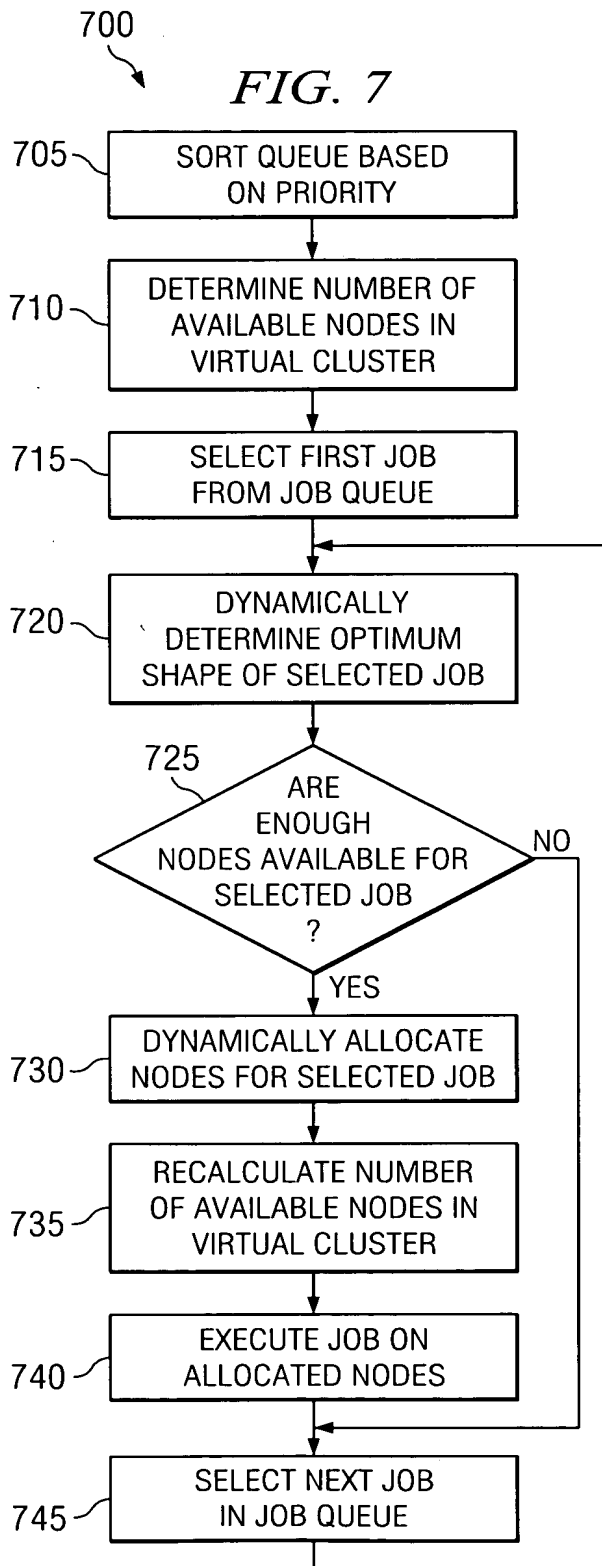 700
FIG. 7
705
SORT QUEUE BASED
ON PRIORITY
710
DETERMINE NUMBER OF
AVAILABLE NODES IN
VIRTUAL CLUSTER
715
SELECT FIRST JOB
FROM JOB QUEUE
720
DYNAMICALLY
DETERMINE OPTIMUM
SHAPE OF SELECTED JOB
725
ARE
ENOUGH
NODES AVAILABLE FOR
SELECTED JOB
?
NO
YES
730
DYNAMICALLY ALLOCATE
NODES FOR SELECTED JOB
735
RECALCULATE NUMBER
OF AVAILABLE NODES IN
VIRTUAL CLUSTER
740
EXECUTE JOB ON
ALLOCATED NODES
745
SELECT NEXT JOB
IN JOB QUEUE